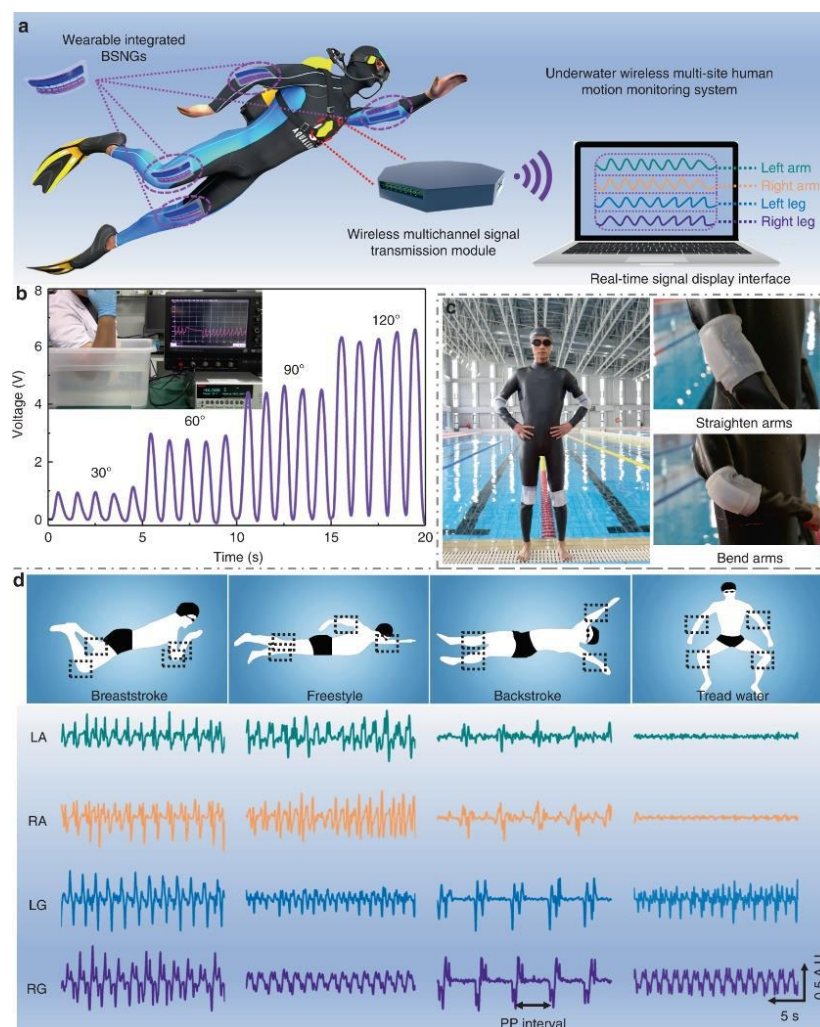 a
Wearable integrated
BSNGs
Underwater wireless multi-site human
motion monitoring system
Left arm
Right arm
Left leg
Right leg
Wireless multichannel signal
transmission module
Real-time signal display interface
b
8
6
4
2
0
Voltage (V)
30°
60°
90°
120°
0
5
10
15
20
Time (s)
c
Straighten arms
Bend arms
d
Breaststroke
Freestyle
Backstroke
Tread water
LA
RA
LG
RG
PP interval
5 s
0.5 A.U.